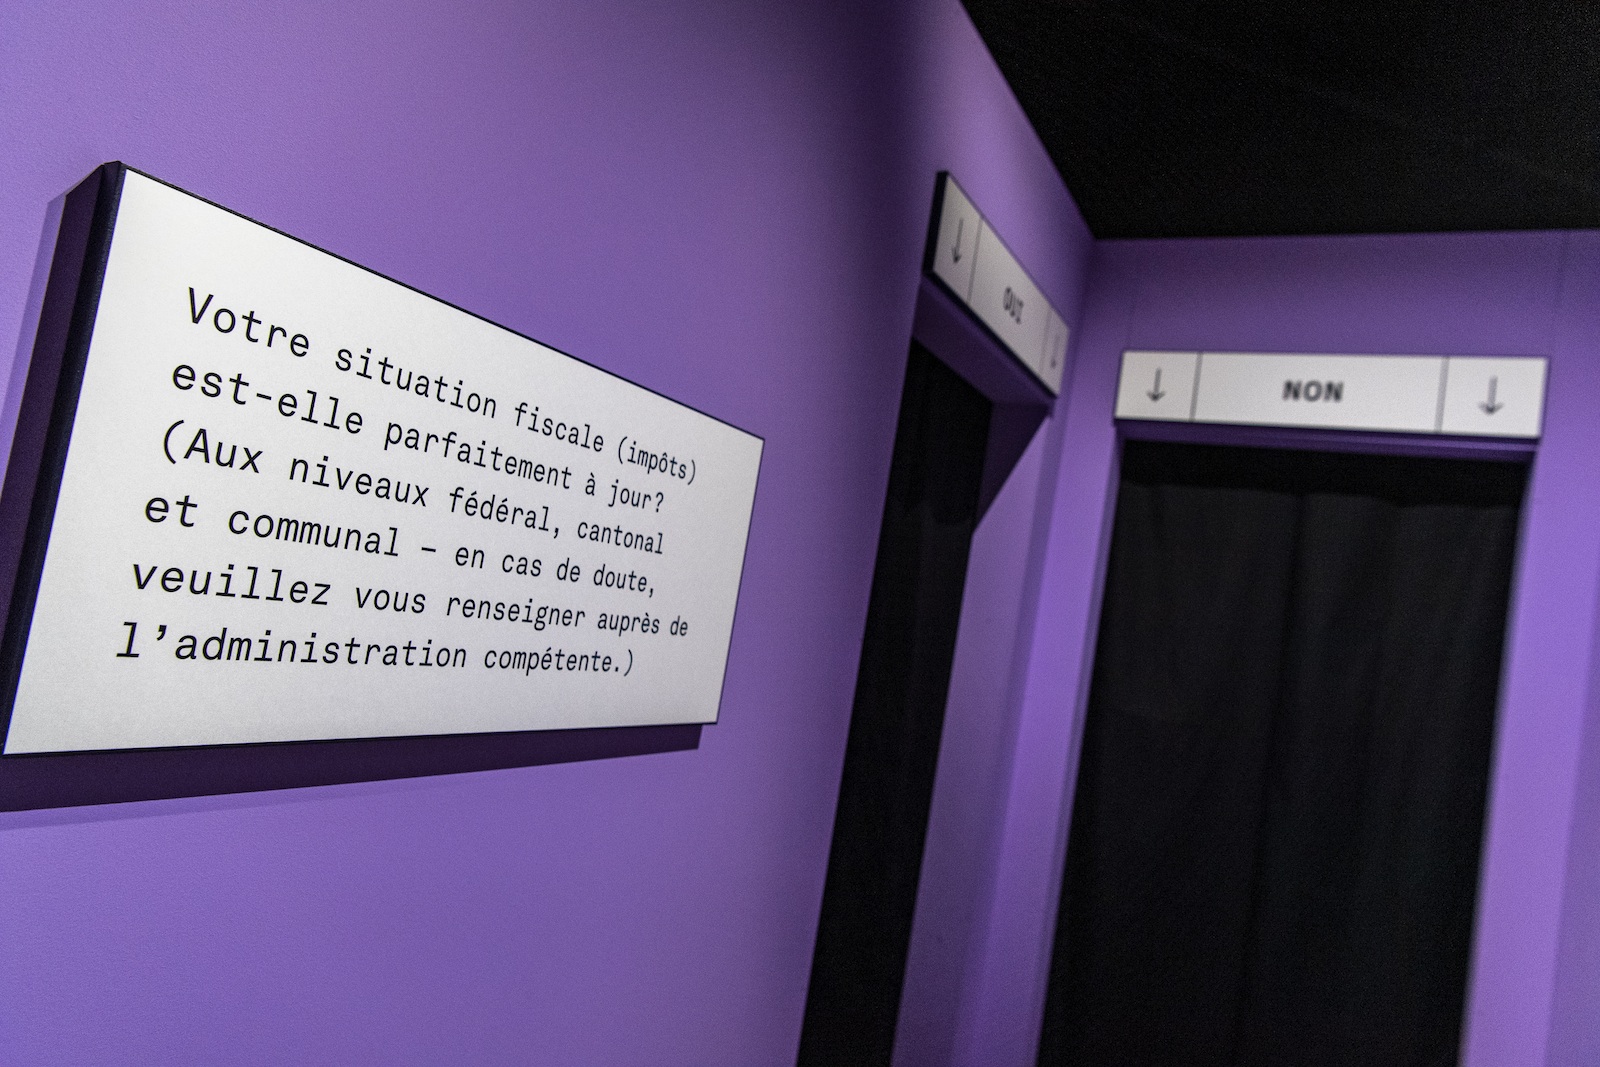 Votre situation fiscale (impôts)
est-elle parfaitement à jour?
(Aux niveaux fédéral, cantonal
et communal – en cas de doute,
veuillez vous renseigner auprès de
l’administration compétente.)
↓ OUI ↓
↓ NON ↓